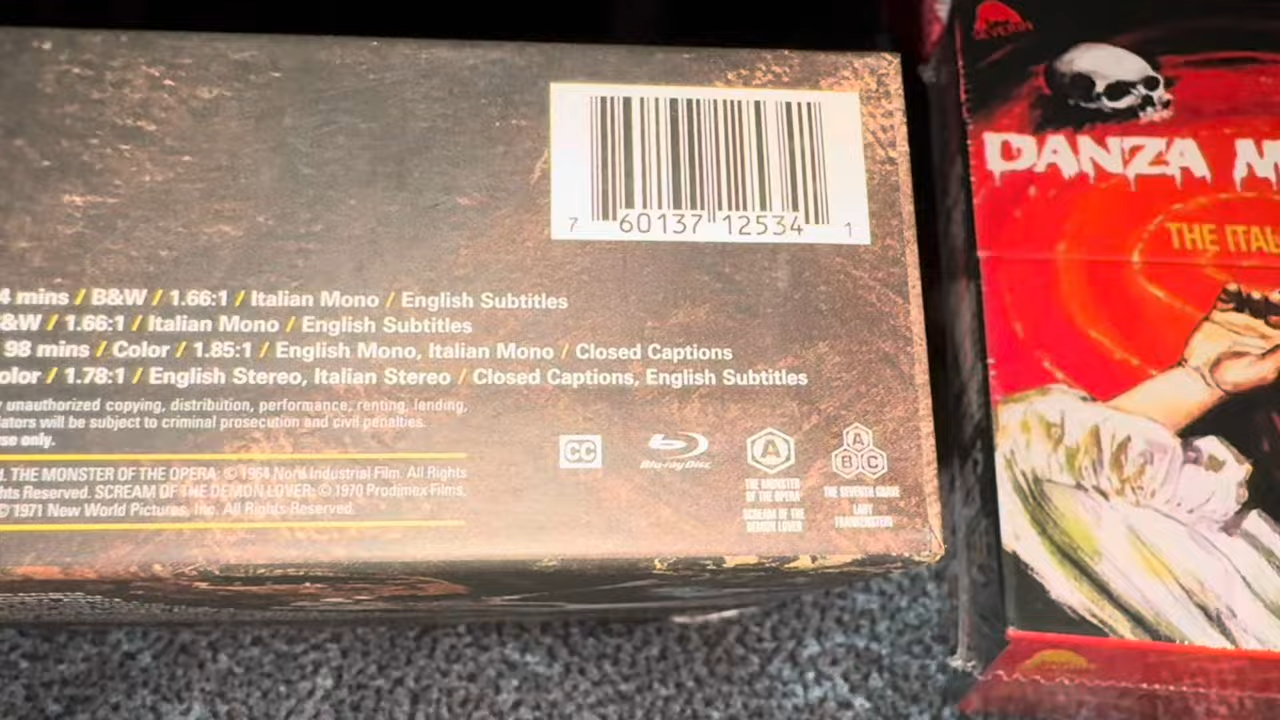 7 60137 12534 1
4 mins / B&W / 1.66:1 / Italian Mono / English Subtitles
&W / 1.66:1 / Italian Mono / English Subtitles
98 mins / Color / 1.85:1 / English Mono, Italian Mono / Closed Captions
olor / 1.78:1 / English Stereo, Italian Stereo / Closed Captions, English Subtitles
unauthorized copying, distribution, performance, renting, lending,
ators will be subject to criminal prosecution and civil penalties.
se only.
. THE MONSTER OF THE OPERA: © 1964 Nord Industrial Film. All Rights
hts Reserved. SCREAM OF THE DEMON LOVER: © 1970 Prodimex Films,
© 1971 New World Pictures, Inc. All Rights Reserved.
CC
Blu-ray Disc
A
THE MONSTER
OF THE OPERA
SCREAM OF THE
DEMON LOVER
A
B C
THE SEVENTH GRAVE
LADY
FRANKENSTEIN
SEVERIN
DANZA M
THE ITAL